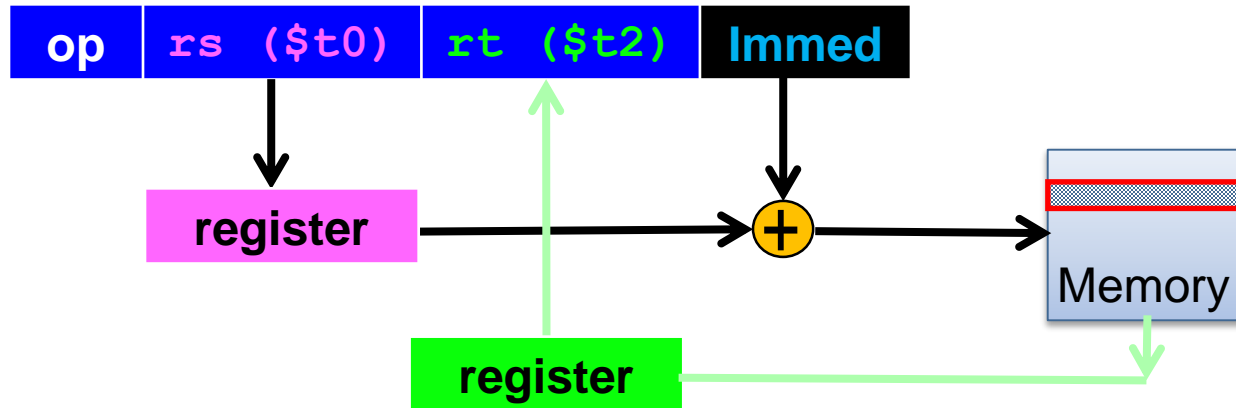 op rs ($t0) rt ($t2) Immed
register
+
Memory
register